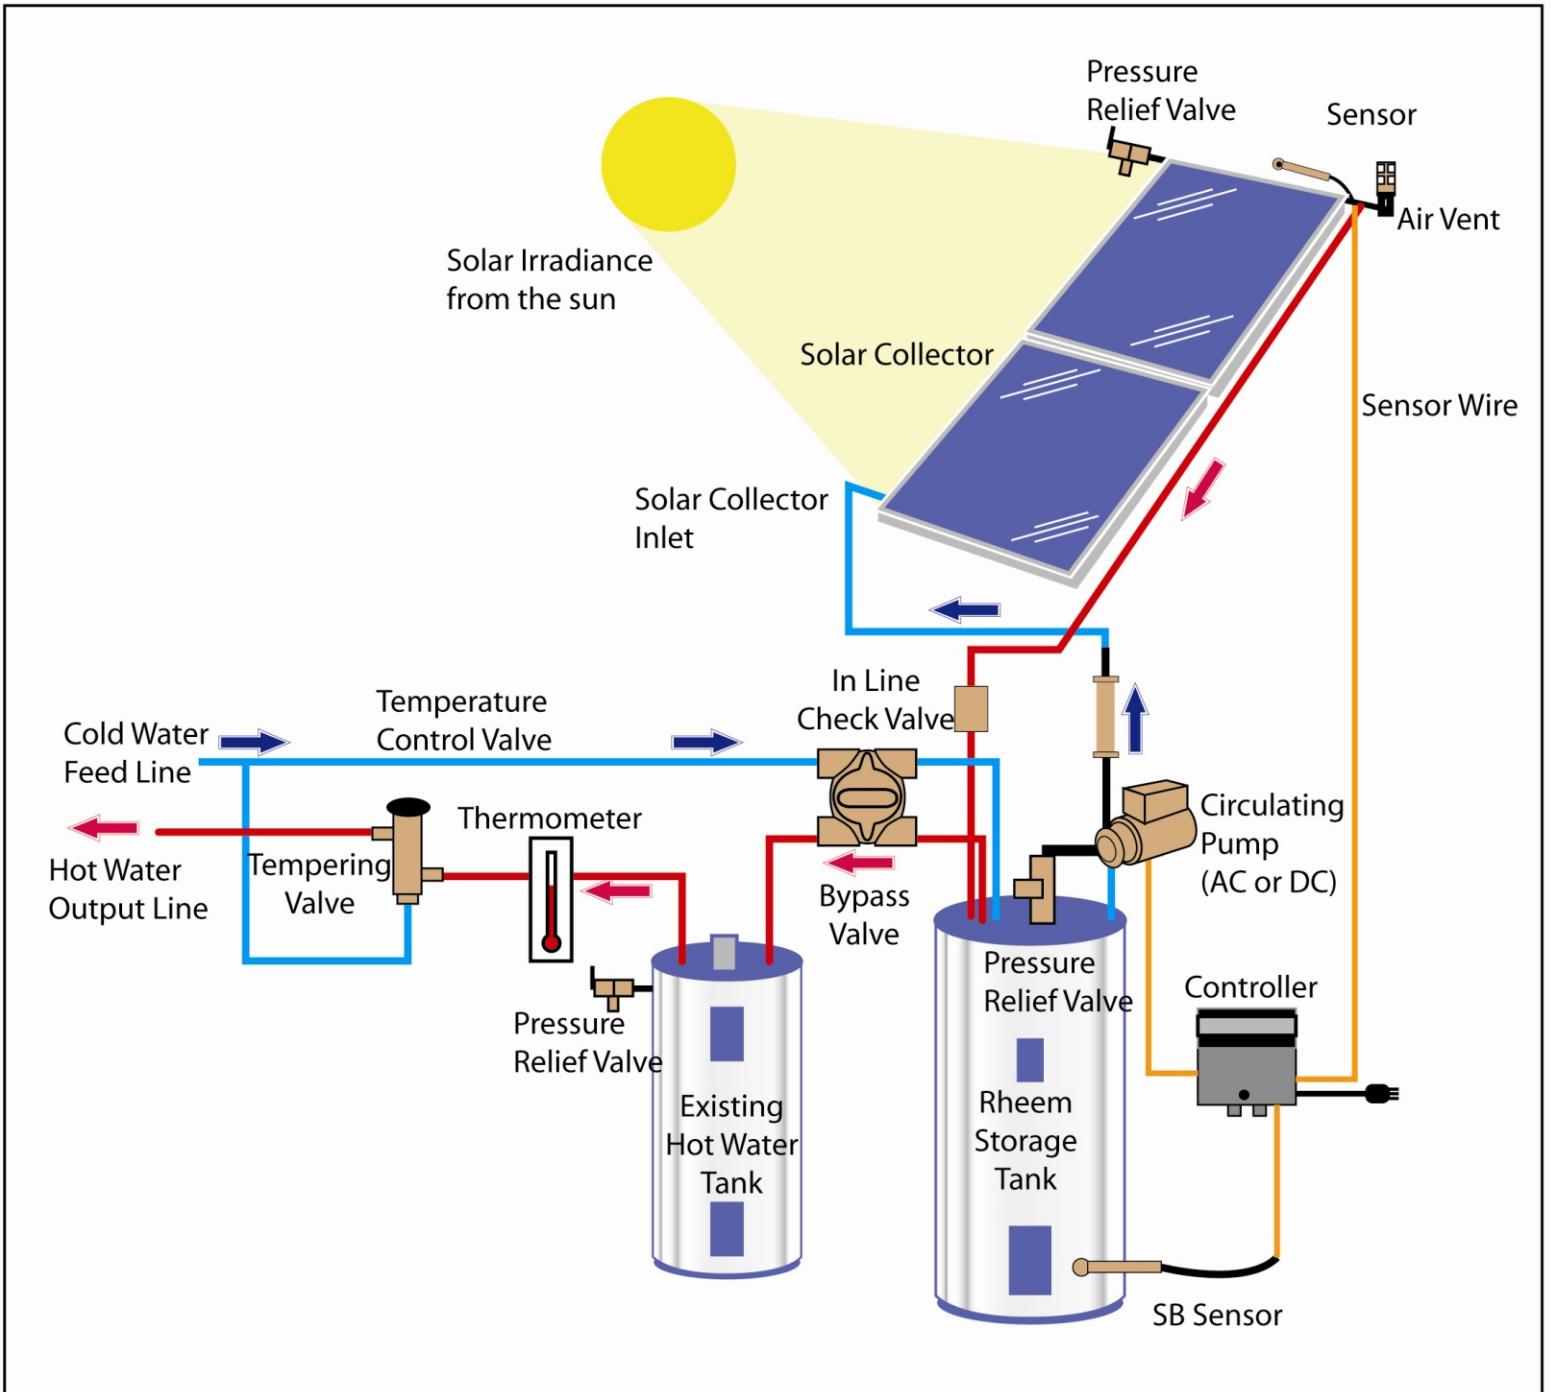 Pressure
Relief Valve
Sensor
Air Vent
Solar Irradiance
from the sun
Solar Collector
Sensor Wire
Solar Collector
Inlet
In Line
Check Valve
Temperature
Control Valve
Cold Water
Feed Line
Thermometer
Circulating
Pump
(AC or DC)
Hot Water
Output Line
Tempering
Valve
Bypass
Valve
Pressure
Relief Valve
Controller
Pressure
Relief Valve
Existing
Hot Water
Tank
Rheem
Storage
Tank
SB Sensor